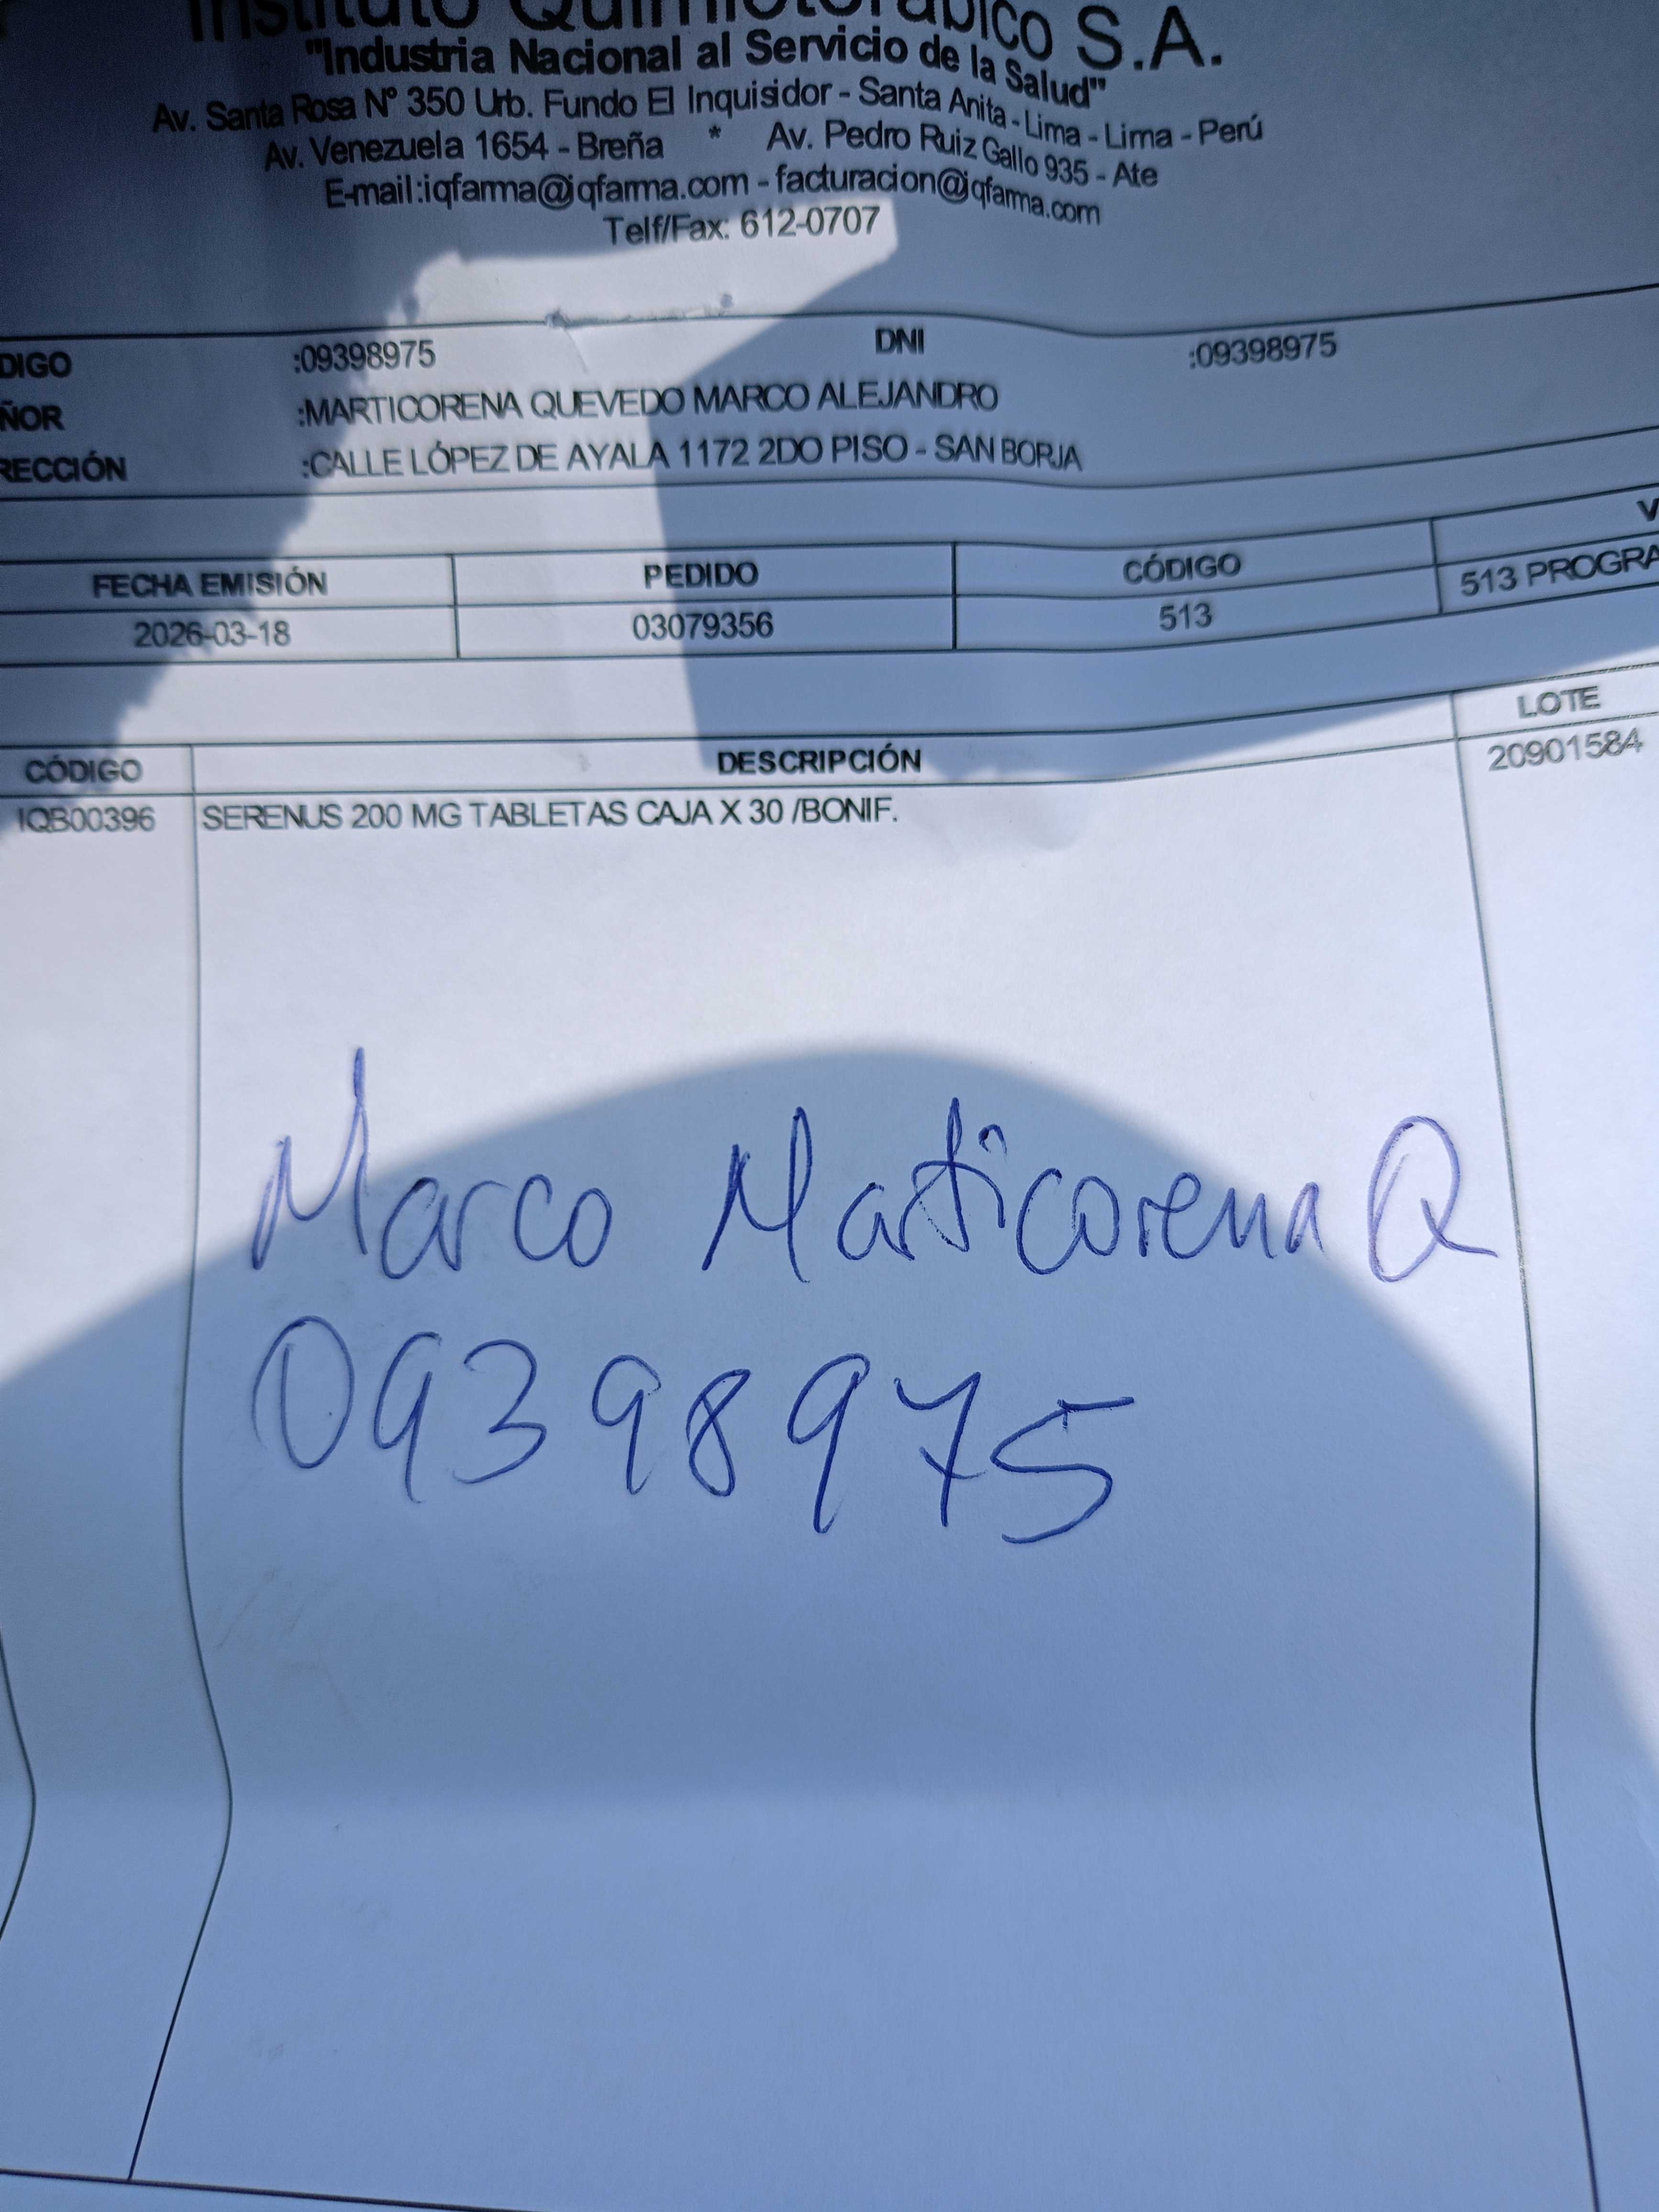 Instituto Quimioterápico S.A.
"Industria Nacional al Servicio de la Salud"
Av. Santa Rosa N° 350 Urb. Fundo El Inquisidor - Santa Anita - Lima - Lima - Perú
Av. Venezuela 1654 - Breña * Av. Pedro Ruiz Gallo 935 - Ate
E-mail:iqfarma@iqfarma.com - facturacion@iqfarma.com
Telf/Fax: 612-0707
DIGO :09398975 DNI :09398975
ÑOR :MARTICORENA QUEVEDO MARCO ALEJANDRO
RECCIÓN :CALLE LÓPEZ DE AYALA 1172 2DO PISO - SAN BORJA
FECHA EMISIÓN PEDIDO CÓDIGO V
2026-03-18 03079356 513 513 PROGRA
CÓDIGO DESCRIPCIÓN LOTE
IQB00396 SERENUS 200 MG TABLETAS CAJA X 30 /BONIF. 20901584
Marco Marticorena Q
09398975